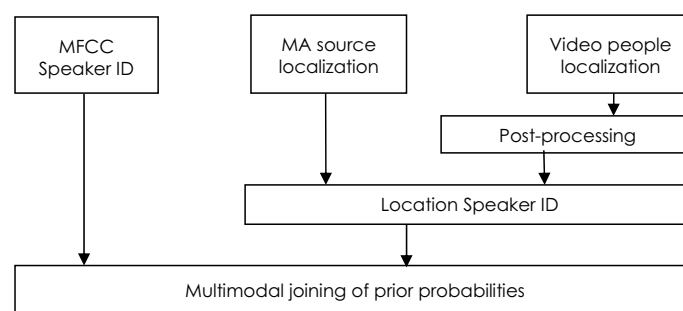 MFCC
Speaker ID
MA source
localization
Video people
localization
Post-processing
Location Speaker ID
Multimodal joining of prior probabilities